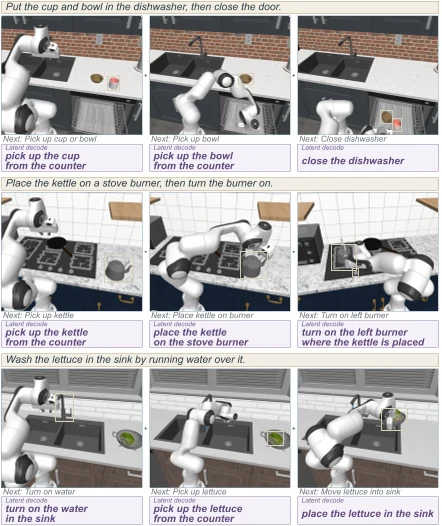 Put the cup and bowl in the dishwasher, then close the door.
Next: Pick up cup or bowl
Latent decode
pick up the cup
from the counter
Next: Pick up bowl
Latent decode
pick up the bowl
from the counter
Next: Close dishwasher
Latent decode
close the dishwasher
Place the kettle on a stove burner, then turn the burner on.
Next: Pick up kettle
Latent decode
pick up the kettle
from the counter
Next: Place kettle on burner
Latent decode
place the kettle
on the stove burner
Next: Turn on left burner
Latent decode
turn on the left burner
where the kettle is placed
Wash the lettuce in the sink by running water over it.
Next: Turn on water
Latent decode
turn on the water
in the sink
Next: Pick up lettuce
Latent decode
pick up the lettuce
from the counter
Next: Move lettuce into sink
Latent decode
place the lettuce in the sink